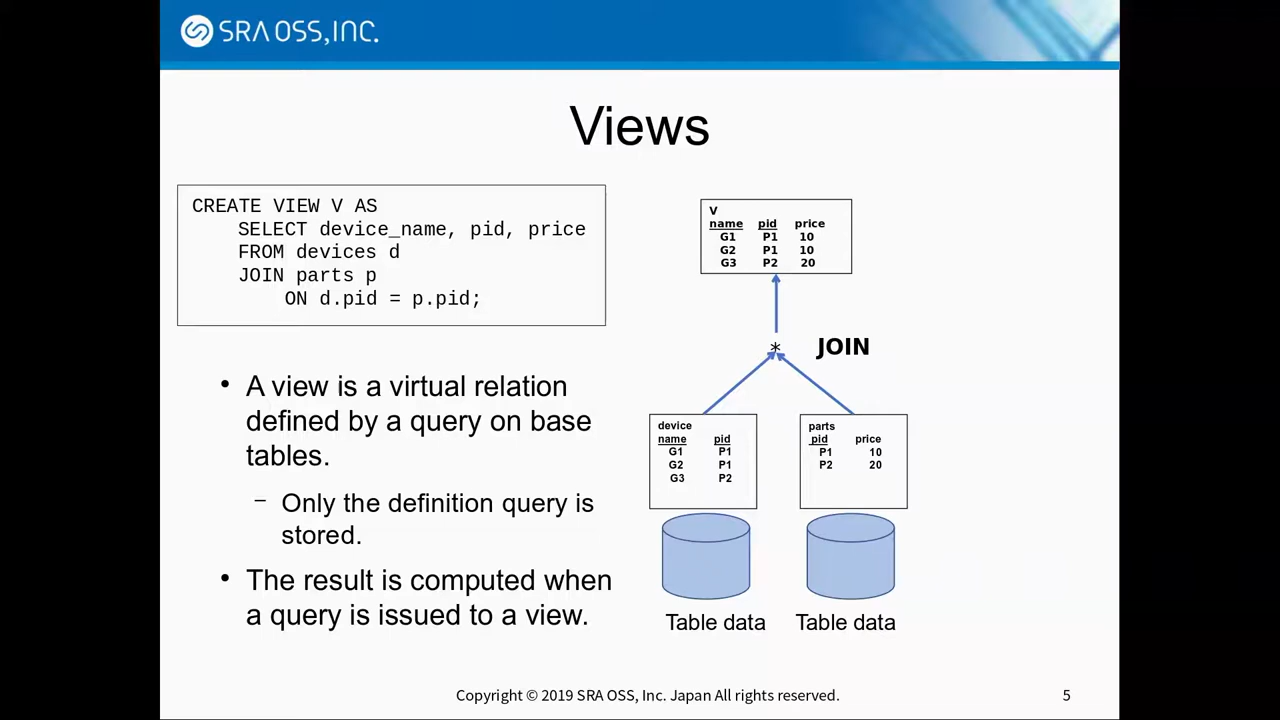 SRA OSS, INC.
Views
CREATE VIEW V AS
SELECT device_name, pid, price
FROM devices d
JOIN parts p
ON d.pid = p.pid;
• A view is a virtual relation
defined by a query on base
tables.
– Only the definition query is
stored.
• The result is computed when
a query is issued to a view.
V
name pid price
G1 P1 10
G2 P1 10
G3 P2 20
* JOIN
device
name pid
G1 P1
G2 P1
G3 P2
parts
pid price
P1 10
P2 20
Table data
Table data
Copyright © 2019 SRA OSS, Inc. Japan All rights reserved.
5